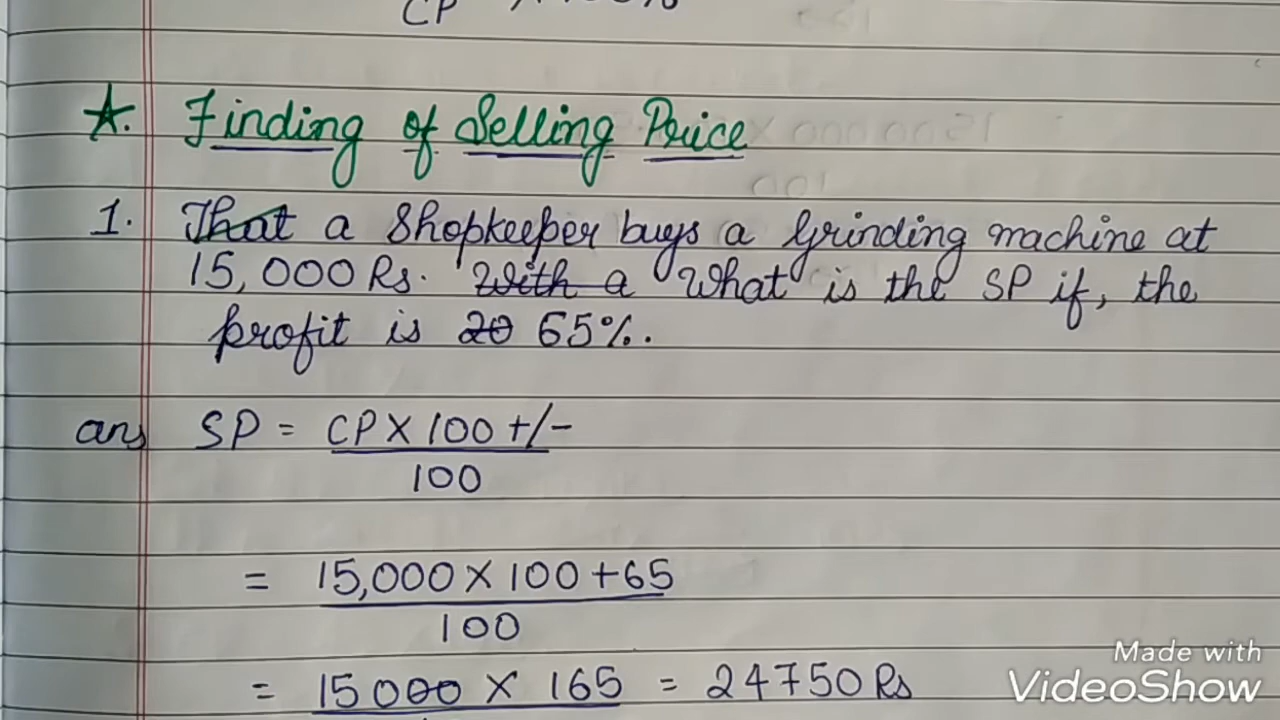 CP × 100%
★. Finding of Selling Price
1. That a Shopkeeper buys a Grinding machine at
15,000 Rs. With a What is the SP if, the
profit is 20 65%.
ans SP = CP X 100 +/-
100
= 15,000 X 100 +65
100
= 15000 X 165 = 24750 Rs
Made with
VideoShow